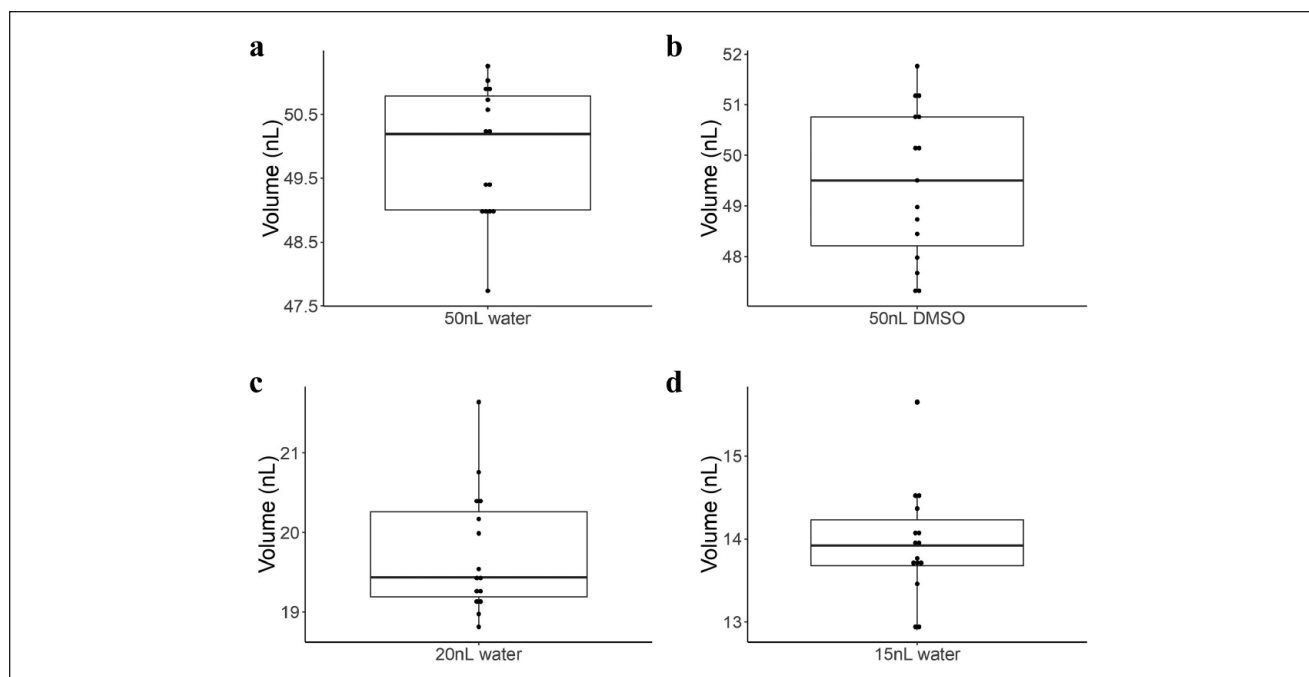 a
Volume (nL)
50.5
49.5
48.5
47.5
50nL water
b
Volume (nL)
52
51
50
49
48
50nL DMSO
c
Volume (nL)
21
20
19
20nL water
d
Volume (nL)
15
14
13
15nL water